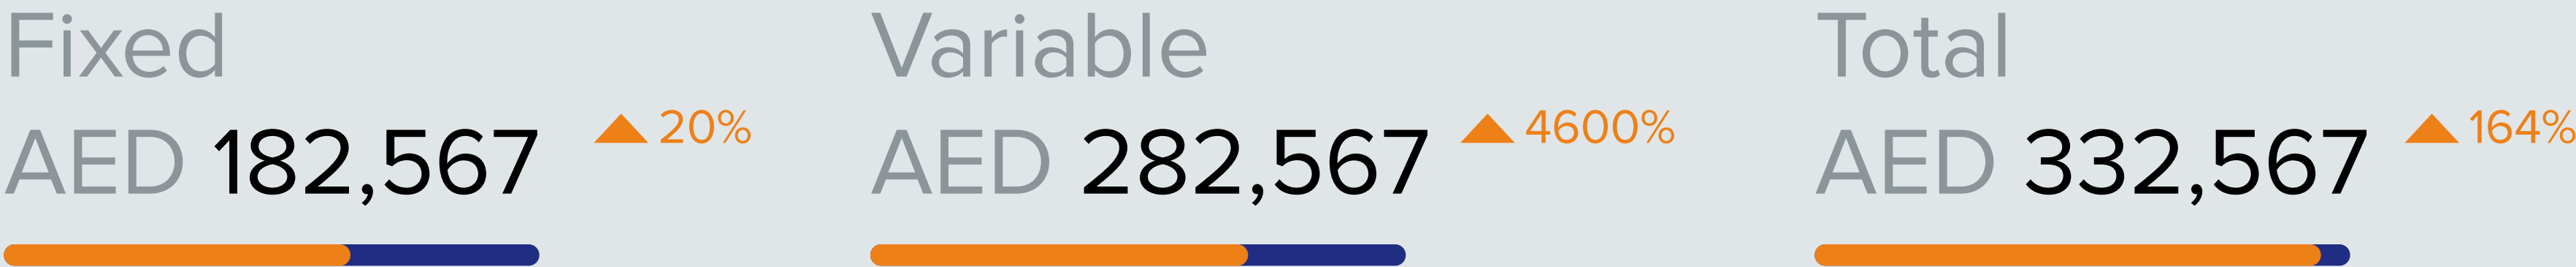 Fixed
AED 182,567 20%
Variable
AED 282,567 4600%
Total
AED 332,567 164%